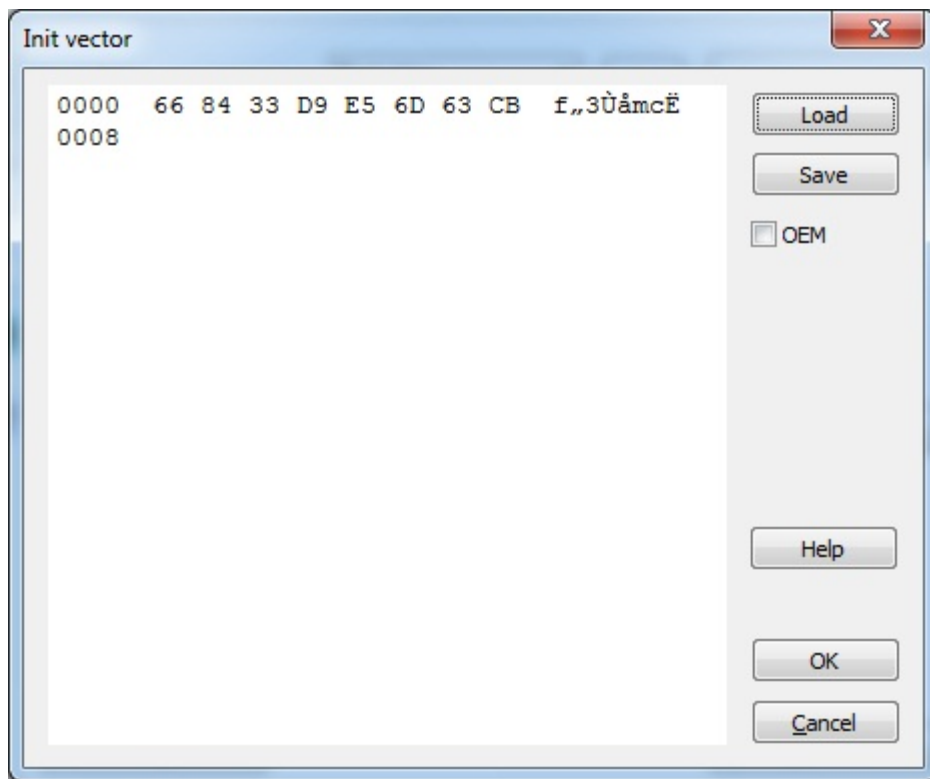 Init vector
0000 66 84 33 D9 E5 6D 63 CB f„3ÙåmcË
0008
Load
Save
OEM
Help
OK
Cancel